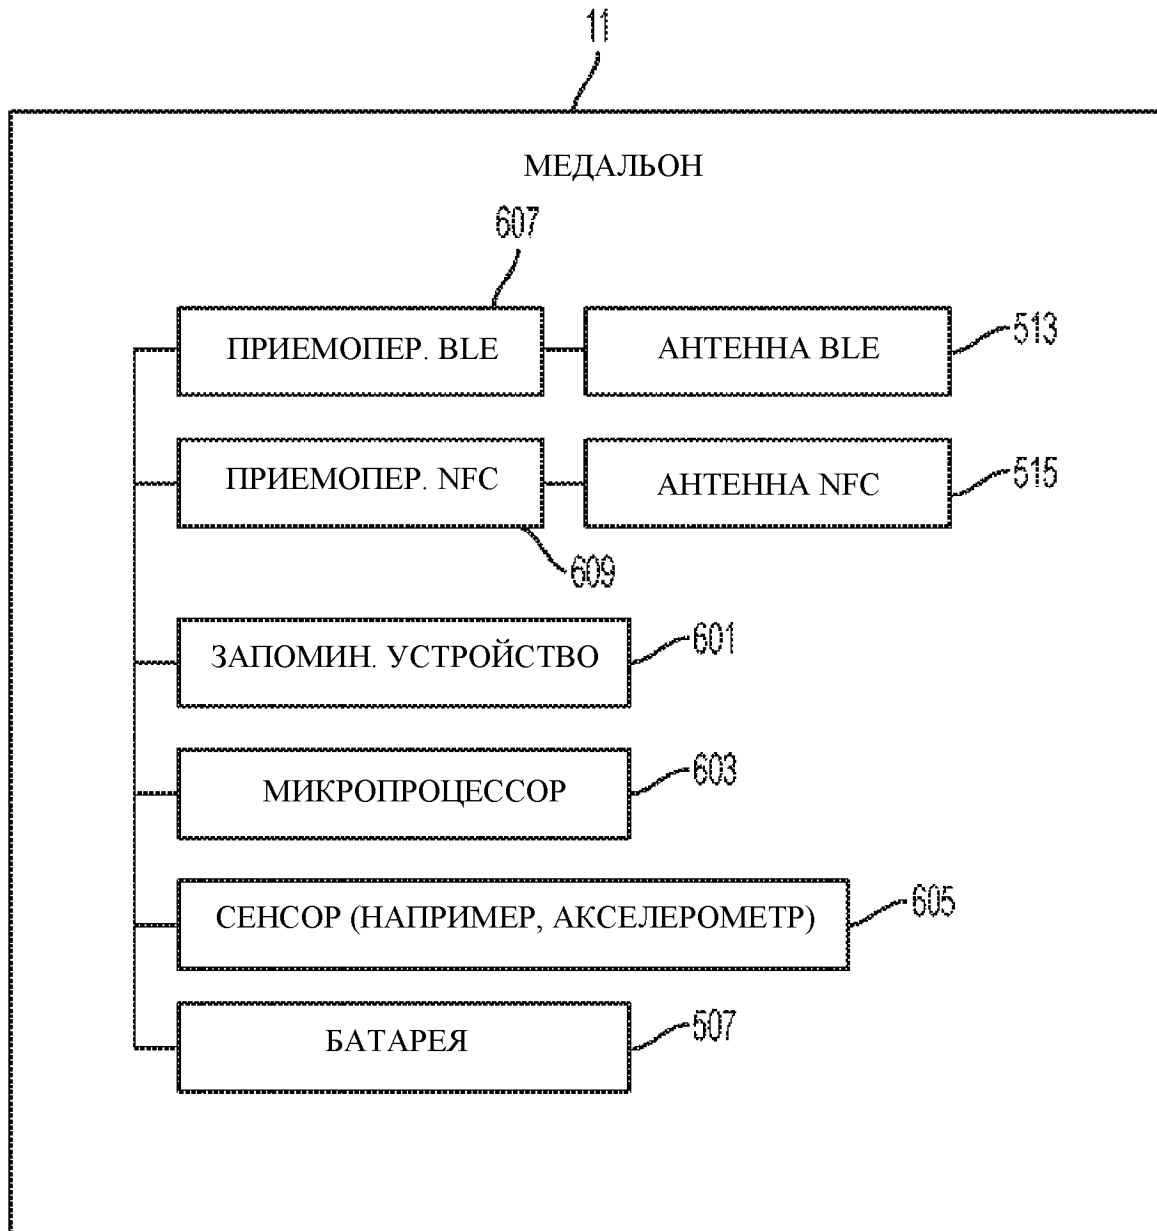 11
МЕДАЛЬОН
607
ПРИЕМОПЕР. BLE
АНТЕННА BLE
513
ПРИЕМОПЕР. NFC
АНТЕННА NFC
515
609
ЗАПОМИН. УСТРОЙСТВО
601
МИКРОПРОЦЕССОР
603
СЕНСОР (НАПРИМЕР, АКСЕЛЕРОМЕТР)
605
БАТАРЕЯ
507